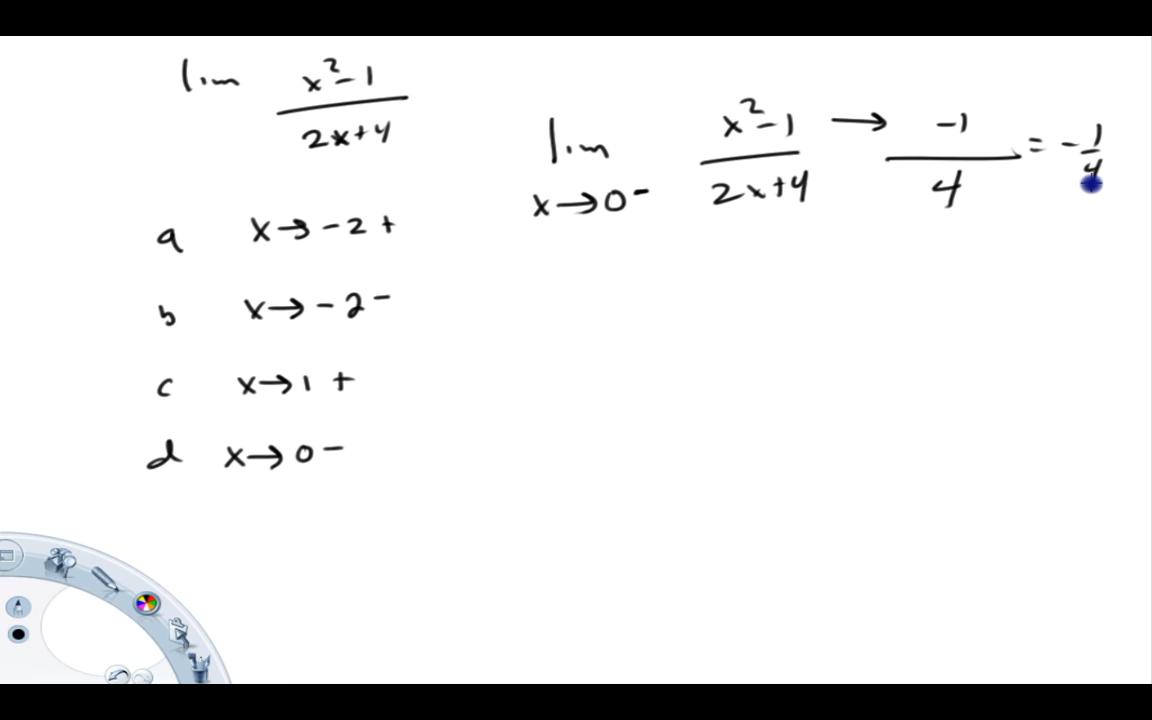 lim x²-1 / 2x+4
a x→-2+
b x→-2-
c x→1+
d x→0-
lim x→0- x²-1 / 2x+4 → -1 / 4 = -1/4